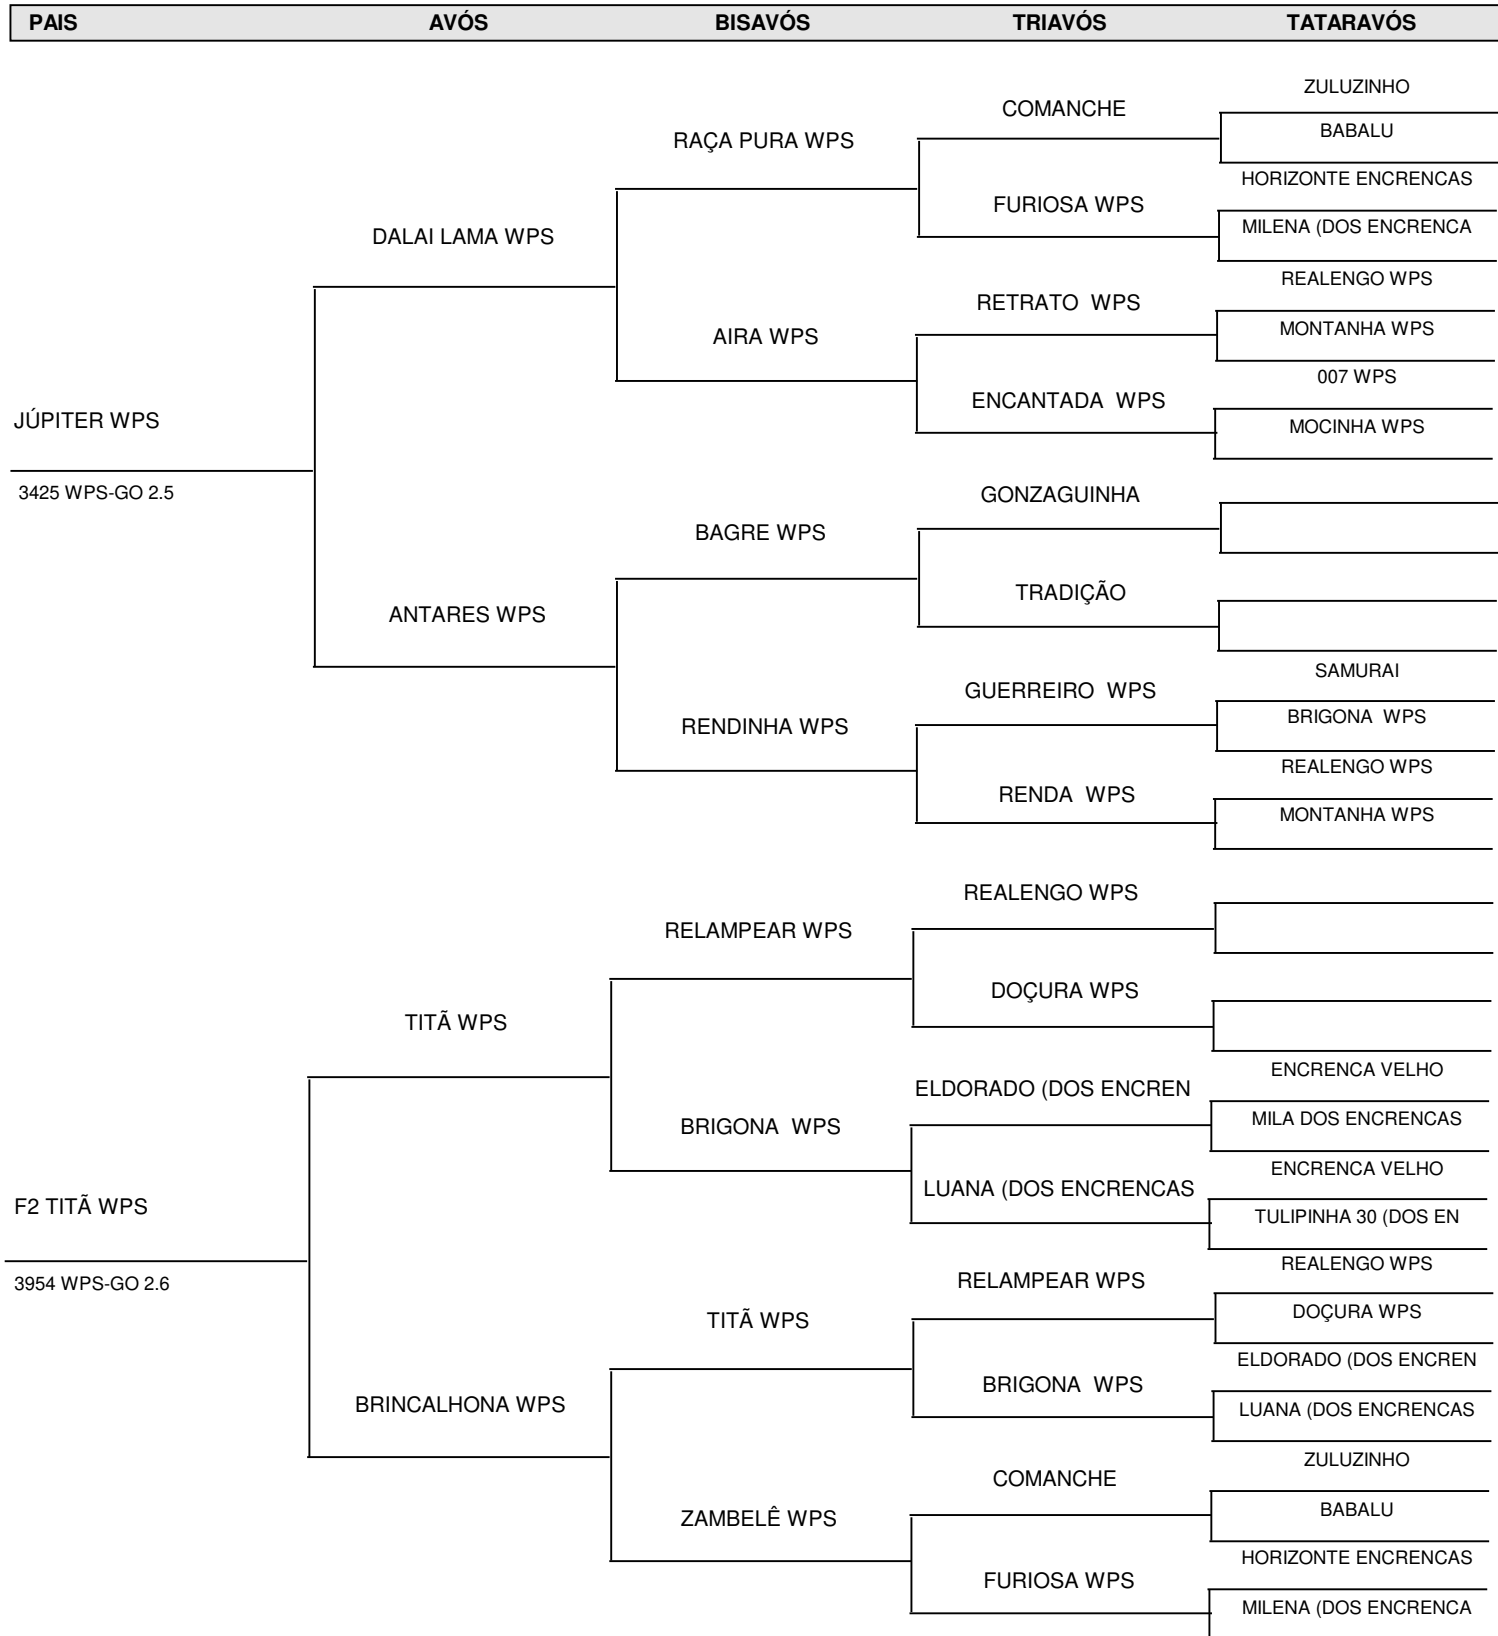 PAIS AVÓS BISAVÓS TRIAVÓS TATARAVÓS
ZULUZINHO
COMANCHE
BABALU
RAÇA PURA WPS
HORIZONTE ENCRENCAS
FURIOSA WPS
MILENA (DOS ENCRENCA
DALAI LAMA WPS
REALENGO WPS
RETRATO WPS
MONTANHA WPS
AIRA WPS
007 WPS
ENCANTADA WPS
MOCINHA WPS
JÚPITER WPS
3425 WPS-GO 2.5
GONZAGUINHA
BAGRE WPS
TRADIÇÃO
ANTARES WPS
SAMURAI
GUERREIRO WPS
BRIGONA WPS
RENDINHA WPS
REALENGO WPS
RENDA WPS
MONTANHA WPS
REALENGO WPS
RELAMPEAR WPS
DOÇURA WPS
TITÃ WPS
ENCRENCA VELHO
ELDORADO (DOS ENCREN
MILA DOS ENCRENCAS
BRIGONA WPS
ENCRENCA VELHO
LUANA (DOS ENCRENCAS
TULIPINHA 30 (DOS EN
F2 TITÃ WPS
3954 WPS-GO 2.6
REALENGO WPS
RELAMPEAR WPS
DOÇURA WPS
TITÃ WPS
ELDORADO (DOS ENCREN
BRIGONA WPS
LUANA (DOS ENCRENCAS
BRINCALHONA WPS
ZULUZINHO
COMANCHE
BABALU
ZAMBELÊ WPS
HORIZONTE ENCRENCAS
FURIOSA WPS
MILENA (DOS ENCRENCA